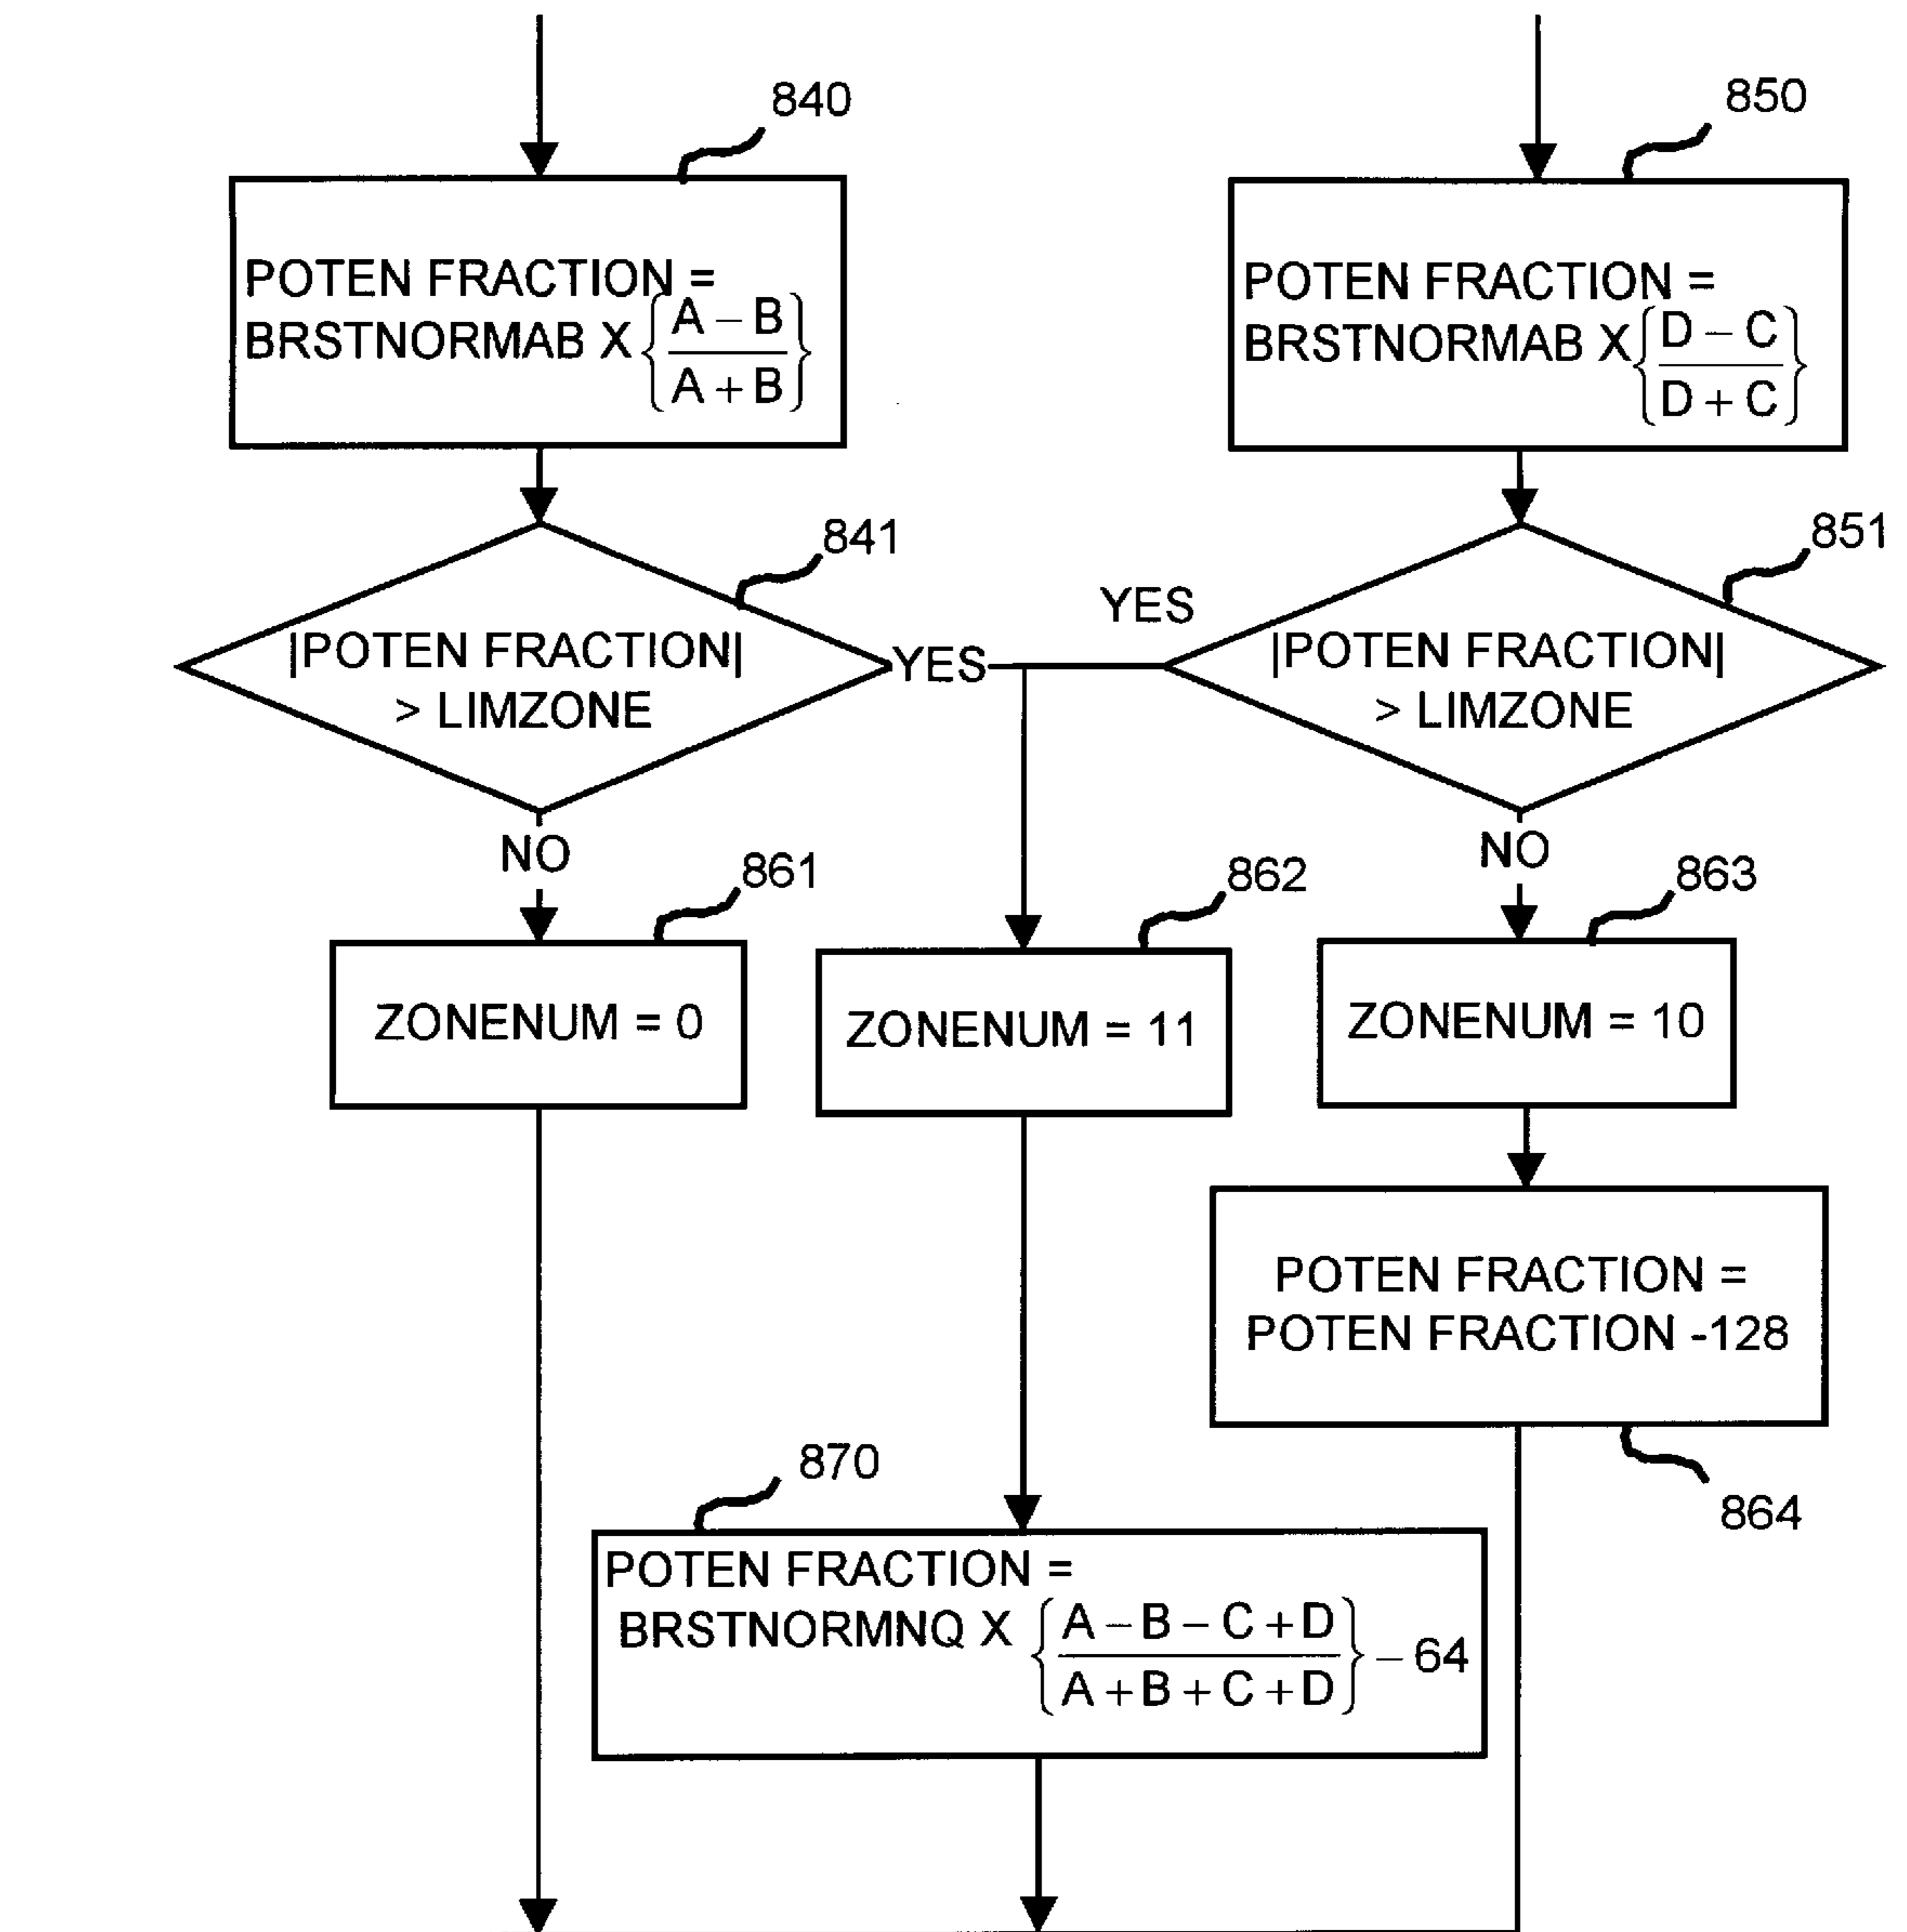 840
POTEN FRACTION =
BRSTNORMAB X { A − B / A + B }
850
POTEN FRACTION =
BRSTNORMAB X { D − C / D + C }
841
|POTEN FRACTION|
> LIMZONE
YES
851
YES
|POTEN FRACTION|
> LIMZONE
NO
NO
861
ZONENUM = 0
862
ZONENUM = 11
863
ZONENUM = 10
POTEN FRACTION =
POTEN FRACTION -128
864
870
POTEN FRACTION =
BRSTNORMNQ X { A − B − C + D / A + B + C + D } − 64